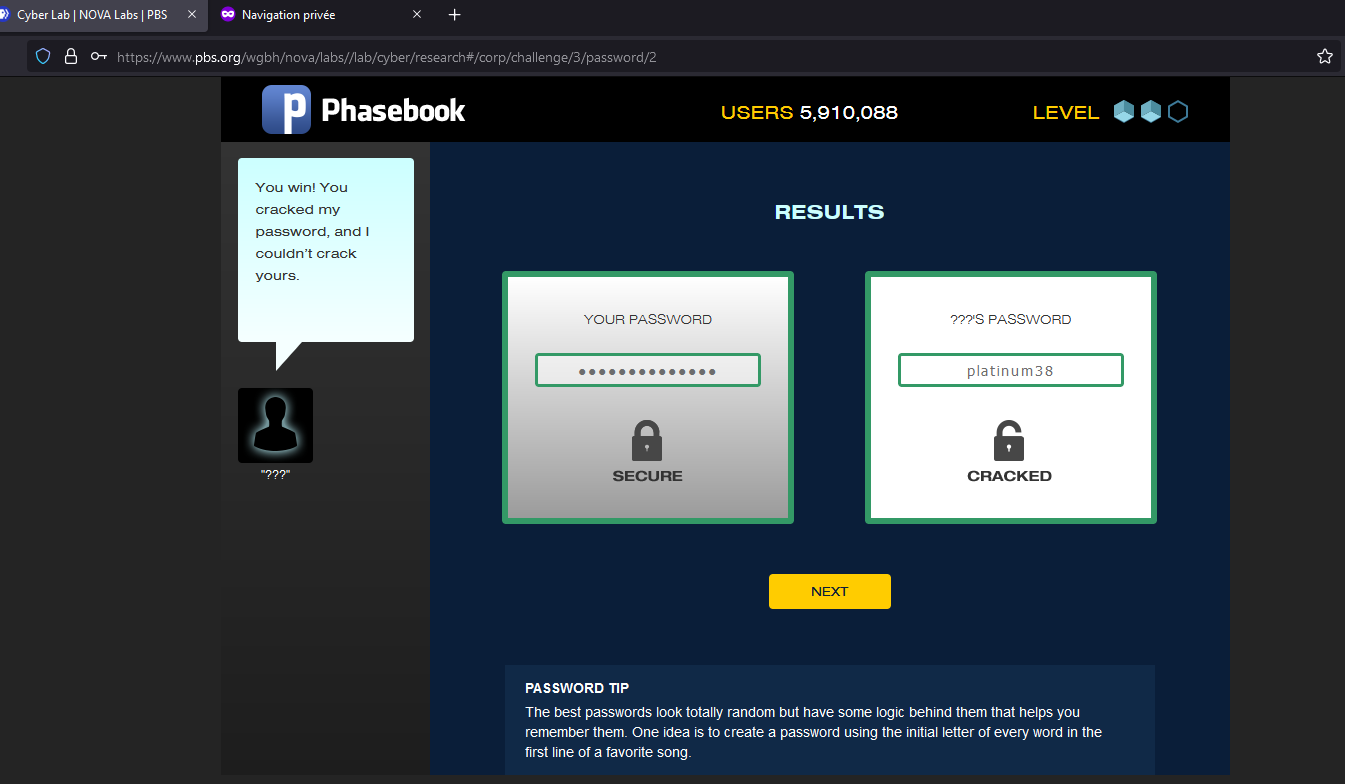 Cyber Lab | NOVA Labs | PBS
Navigation privée
https://www.pbs.org/wgbh/nova/labs//lab/cyber/research#/corp/challenge/3/password/2
p Phasebook
USERS 5,910,088
LEVEL
You win! You
cracked my
password, and I
couldn’t crack
yours.
"???"
RESULTS
YOUR PASSWORD
••••••••••••••
SECURE
???'S PASSWORD
platinum38
CRACKED
NEXT
PASSWORD TIP
The best passwords look totally random but have some logic behind them that helps you
remember them. One idea is to create a password using the initial letter of every word in the
first line of a favorite song.